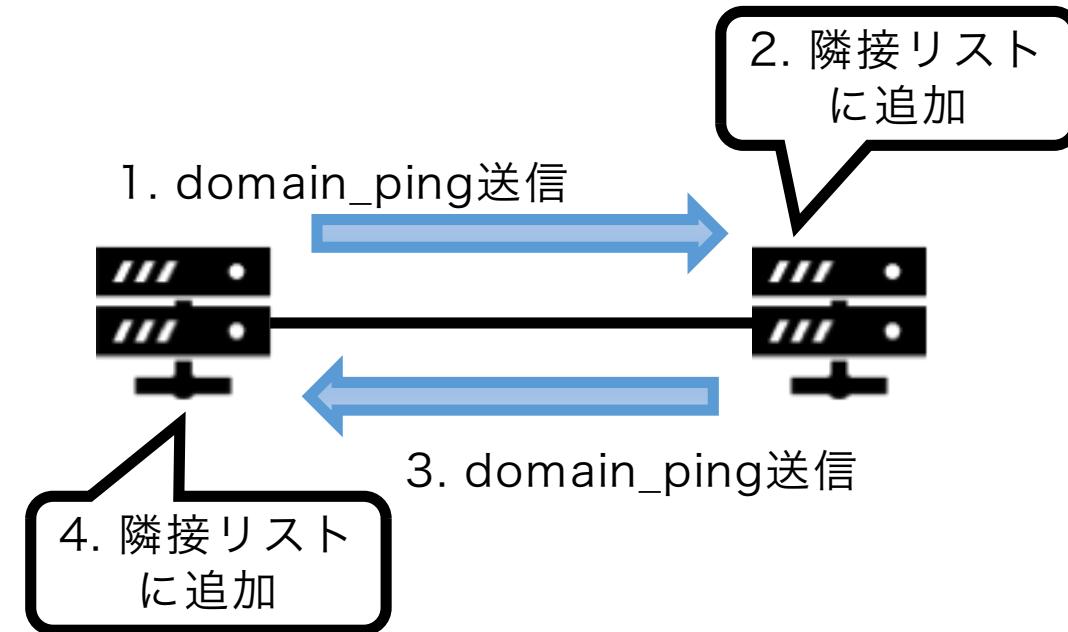 1. domain_ping送信
2. 隣接リスト
に追加
3. domain_ping送信
4. 隣接リスト
に追加